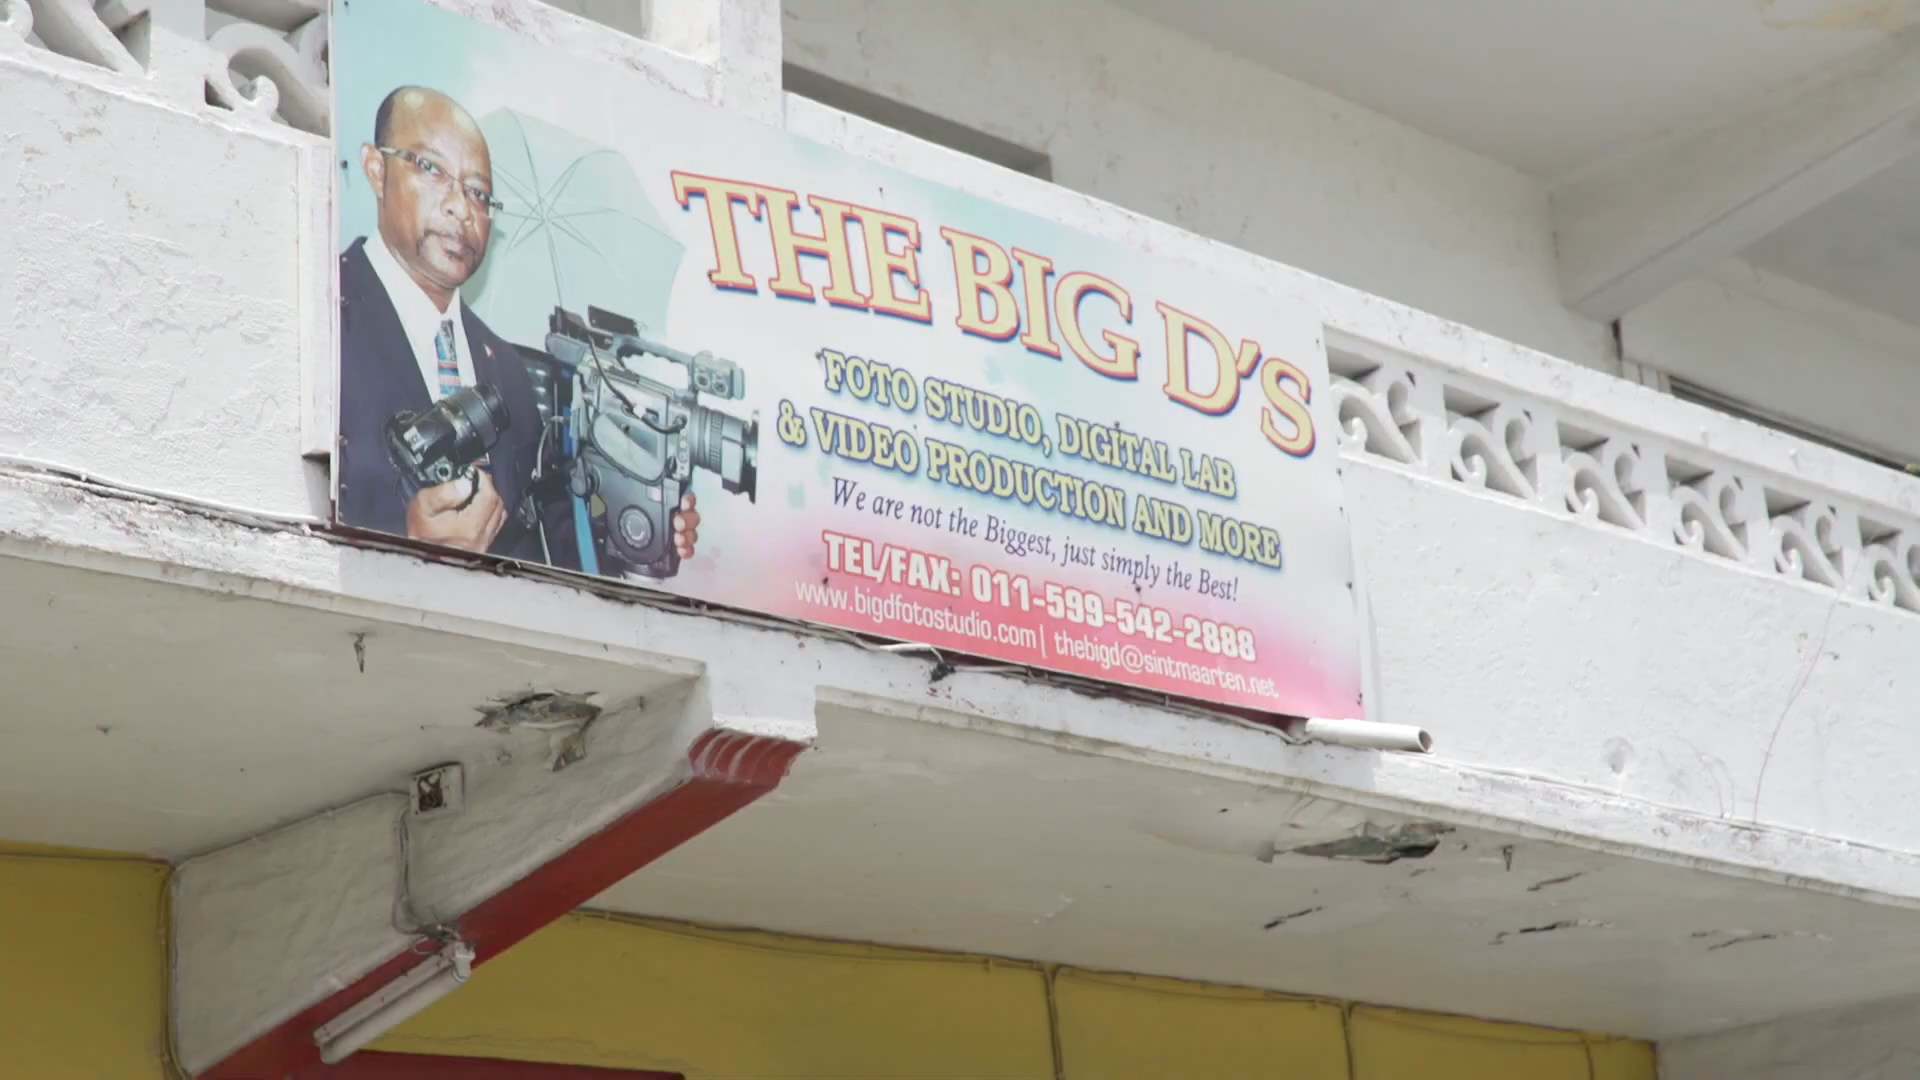 THE BIG D'S
FOTO STUDIO, DIGITAL LAB
& VIDEO PRODUCTION AND MORE
We are not the Biggest, just simply the Best!
TEL/FAX: 011-599-542-2888
www.bigdfotostudio.com | thebigd@sintmaarten.net